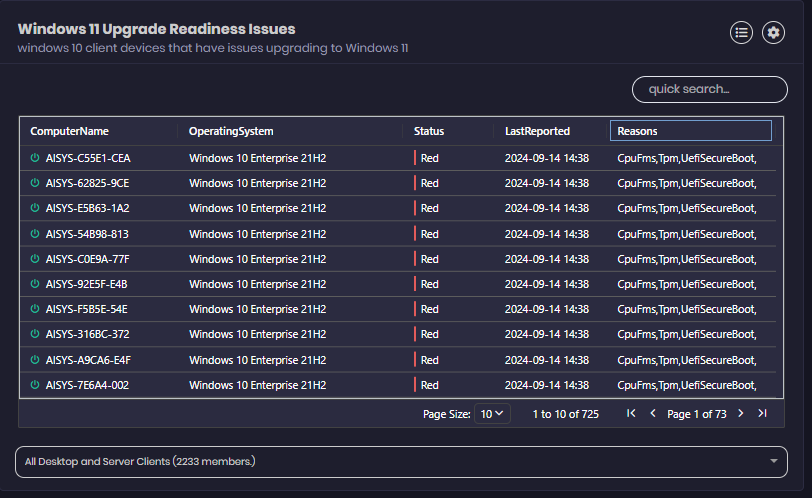 Windows 11 Upgrade Readiness Issues
windows 10 client devices that have issues upgrading to Windows 11
quick search...
ComputerName OperatingSystem Status LastReported Reasons
AISYS-C55E1-CEA Windows 10 Enterprise 21H2 Red 2024-09-14 14:38 CpuFms,Tpm,UefiSecureBoot,
AISYS-62825-9CE Windows 10 Enterprise 21H2 Red 2024-09-14 14:38 CpuFms,Tpm,UefiSecureBoot,
AISYS-E5B63-1A2 Windows 10 Enterprise 21H2 Red 2024-09-14 14:38 CpuFms,Tpm,UefiSecureBoot,
AISYS-54B98-813 Windows 10 Enterprise 21H2 Red 2024-09-14 14:38 CpuFms,Tpm,UefiSecureBoot,
AISYS-C0E9A-77F Windows 10 Enterprise 21H2 Red 2024-09-14 14:38 CpuFms,Tpm,UefiSecureBoot,
AISYS-92E5F-E4B Windows 10 Enterprise 21H2 Red 2024-09-14 14:38 CpuFms,Tpm,UefiSecureBoot,
AISYS-F5B5E-54E Windows 10 Enterprise 21H2 Red 2024-09-14 14:38 CpuFms,Tpm,UefiSecureBoot,
AISYS-316BC-372 Windows 10 Enterprise 21H2 Red 2024-09-14 14:38 CpuFms,Tpm,UefiSecureBoot,
AISYS-A9CA6-E4F Windows 10 Enterprise 21H2 Red 2024-09-14 14:38 CpuFms,Tpm,UefiSecureBoot,
AISYS-7E6A4-002 Windows 10 Enterprise 21H2 Red 2024-09-14 14:38 CpuFms,Tpm,UefiSecureBoot,
Page Size: 10 1 to 10 of 725 Page 1 of 73
All Desktop and Server Clients (2233 members.)